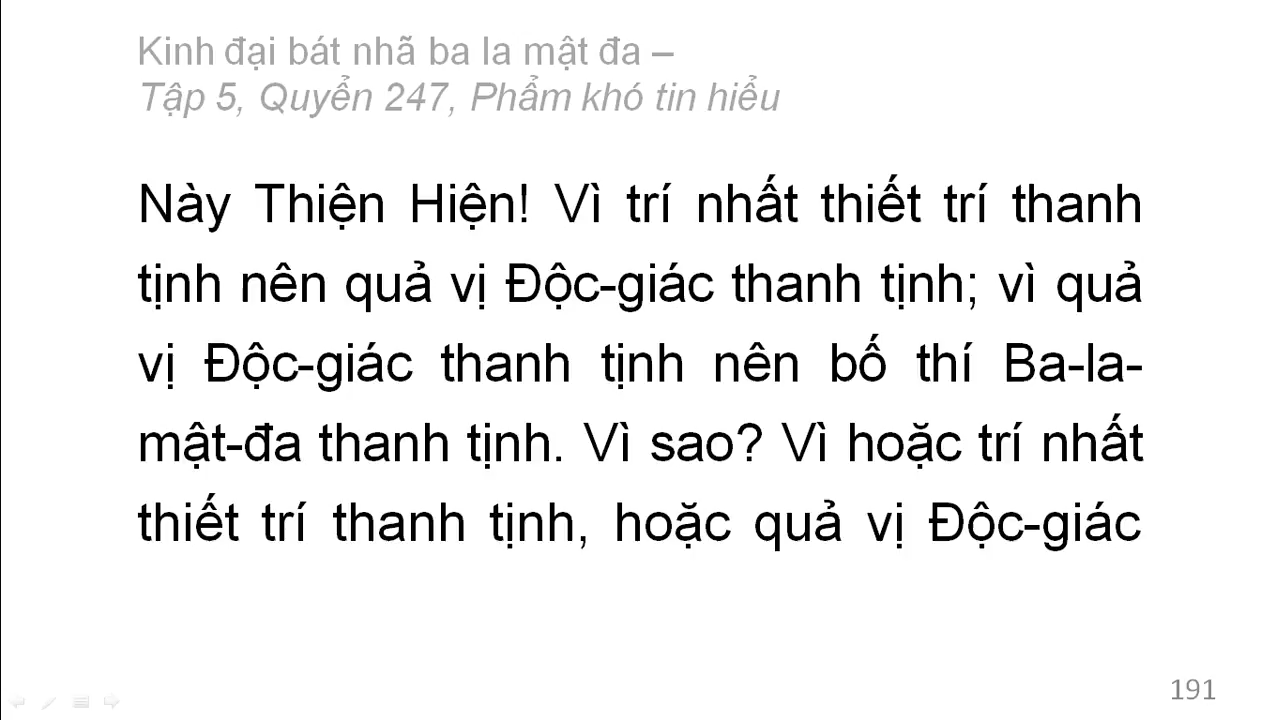 Kinh đại bát nhã ba la mật đa –
Tập 5, Quyển 247, Phẩm khó tin hiểu
Này Thiện Hiện! Vì trí nhất thiết trí thanh
tịnh nên quả vị Độc-giác thanh tịnh; vì quả
vị Độc-giác thanh tịnh nên bố thí Ba-la-
mật-đa thanh tịnh. Vì sao? Vì hoặc trí nhất
thiết trí thanh tịnh, hoặc quả vị Độc-giác
191